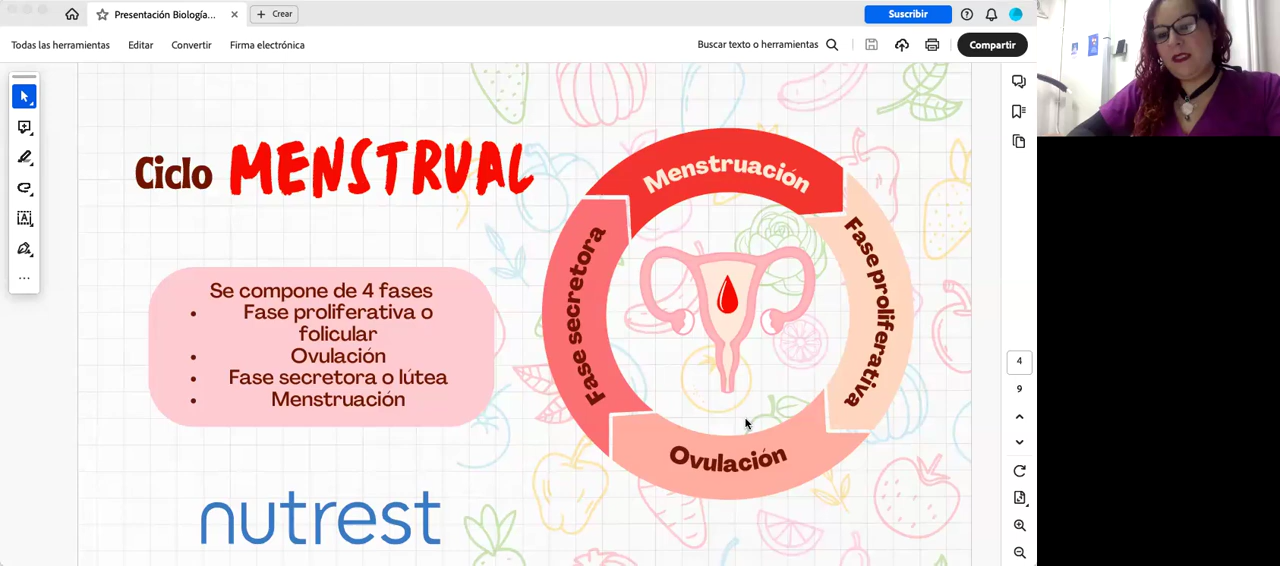 Presentación Biología...
Crear
Suscribir
Todas las herramientas
Editar
Convertir
Firma electrónica
Buscar texto o herramientas
Compartir
Ciclo MENSTRUAL
Se compone de 4 fases
• Fase proliferativa o
folicular
• Ovulación
• Fase secretora o lútea
• Menstruación
nutrest
Menstruación
Fase proliferativa
Ovulación
Fase secretora
4
9